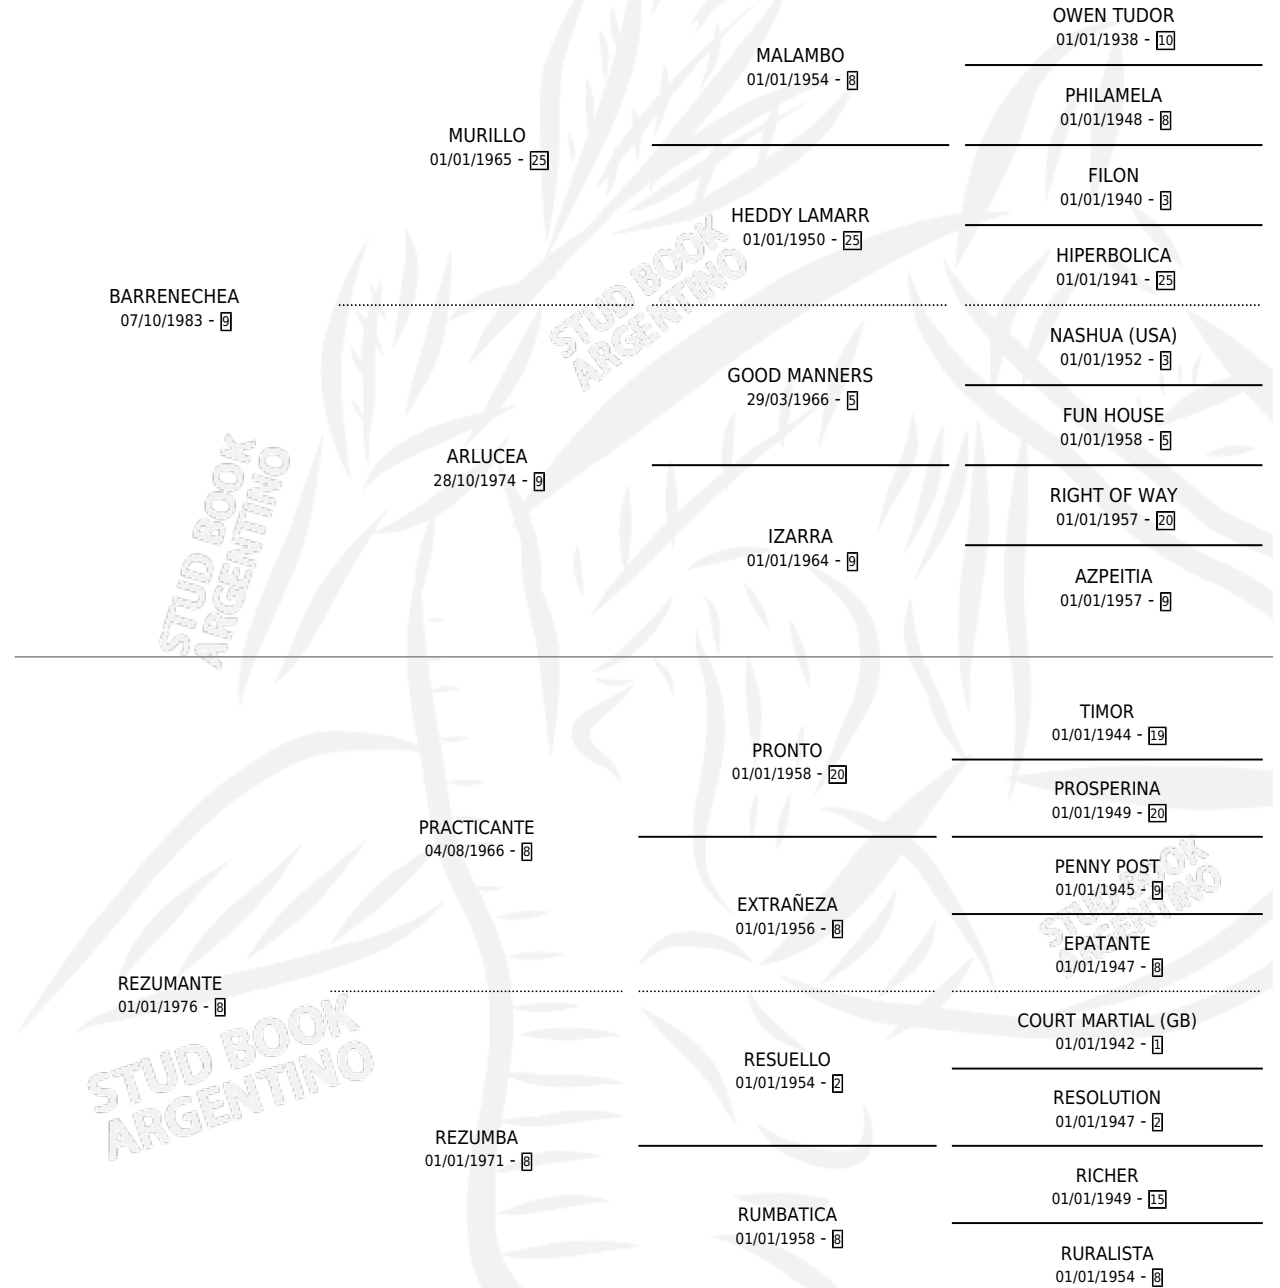 OWEN TUDOR
01/01/1938 - 10
MALAMBO
01/01/1954 - 8
PHILAMELA
01/01/1948 - 8
MURILLO
01/01/1965 - 25
FILON
01/01/1940 - 3
HEDDY LAMARR
01/01/1950 - 25
HIPERBOLICA
01/01/1941 - 25
BARRENECHEA
07/10/1983 - 9
NASHUA (USA)
01/01/1952 - 3
GOOD MANNERS
29/03/1966 - 5
FUN HOUSE
01/01/1958 - 5
ARLUCEA
28/10/1974 - 9
RIGHT OF WAY
01/01/1957 - 20
IZARRA
01/01/1964 - 9
AZPEITIA
01/01/1957 - 9
STUD BOOK
ARGENTINO
STUD BOOK
ARGENTINO
TIMOR
01/01/1944 - 19
PRONTO
01/01/1958 - 20
PROSPERINA
01/01/1949 - 20
PRACTICANTE
04/08/1966 - 8
PENNY POST
01/01/1945 - 9
EXTRAÑEZA
01/01/1956 - 8
EPATANTE
01/01/1947 - 8
REZUMANTE
01/01/1976 - 8
COURT MARTIAL (GB)
01/01/1942 - 1
RESUELLO
01/01/1954 - 2
RESOLUTION
01/01/1947 - 2
REZUMBA
01/01/1971 - 8
RICHER
01/01/1949 - 15
RUMBATICA
01/01/1958 - 8
RURALISTA
01/01/1954 - 8
STUD BOOK
ARGENTINO
STUD BOOK
ARGENTINO